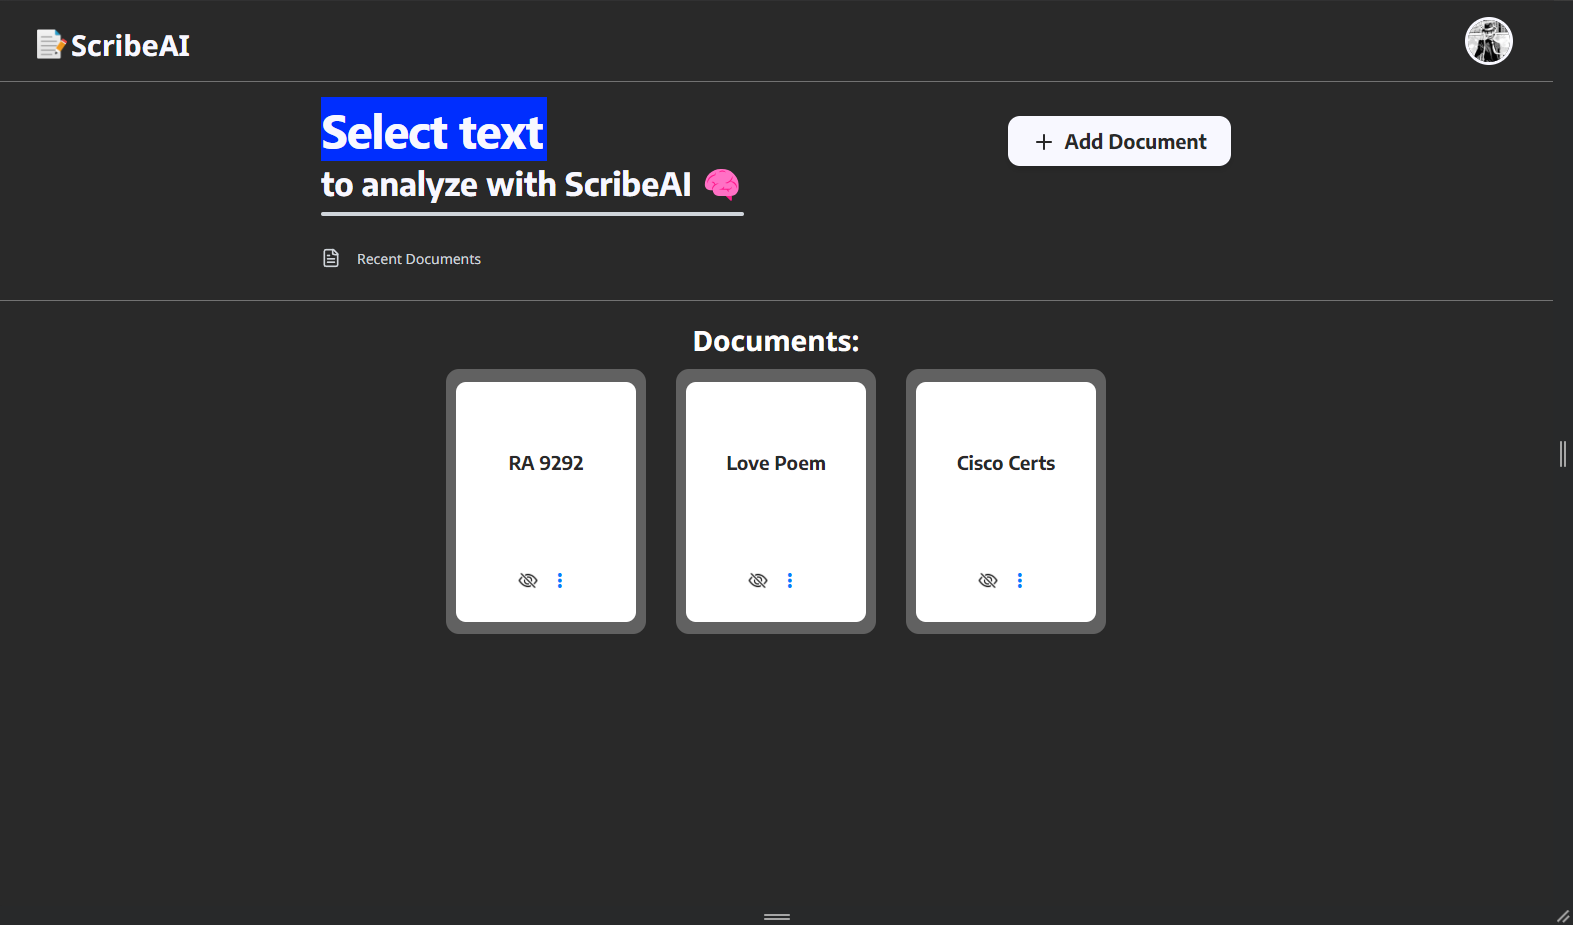 ScribeAI
Select text
+ Add Document
to analyze with ScribeAI
Recent Documents
Documents:
RA 9292
Love Poem
Cisco Certs